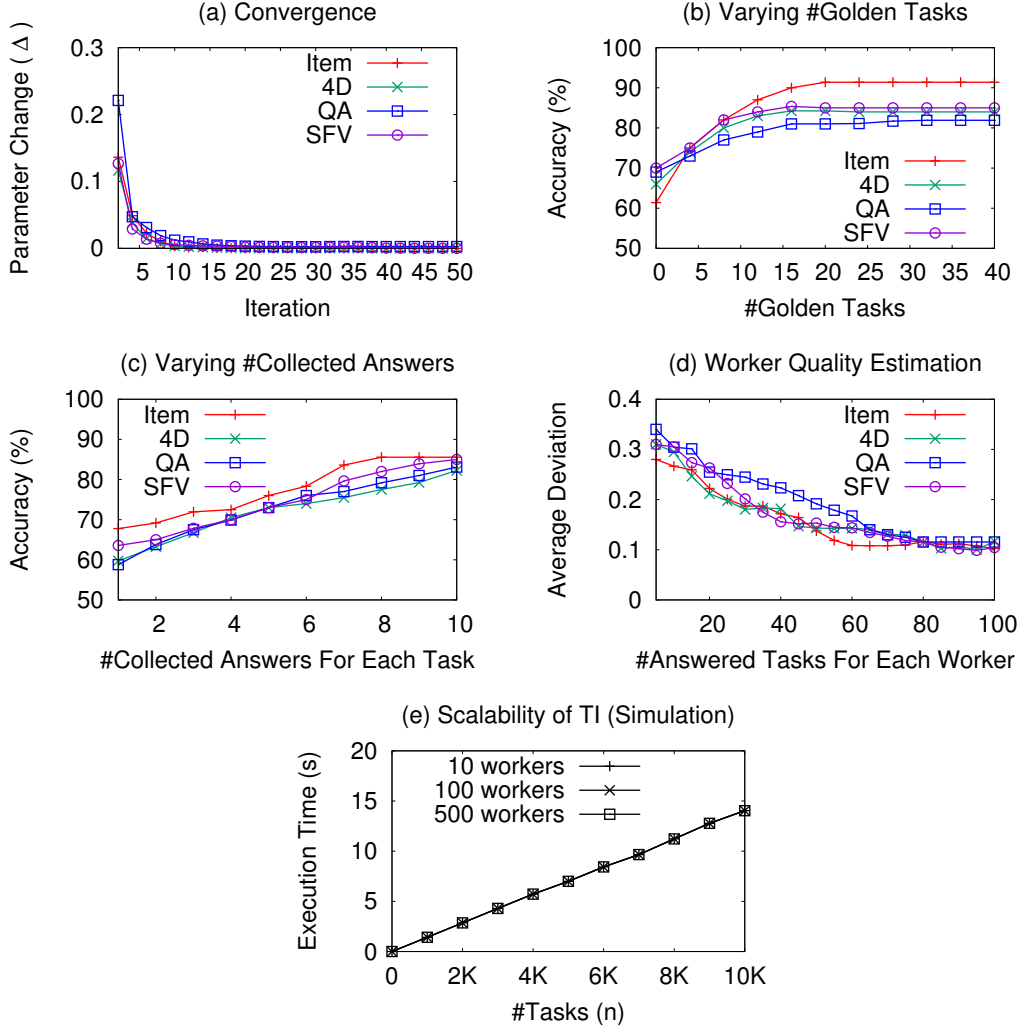 (a) Convergence
Parameter Change ( Δ )
0.3
0.2
0.1
0
Item
4D
QA
SFV
5 10 15 20 25 30 35 40 45 50
Iteration
(b) Varying #Golden Tasks
Accuracy (%)
100
90
80
70
60
50
Item
4D
QA
SFV
0 5 10 15 20 25 30 35 40
#Golden Tasks
(c) Varying #Collected Answers
Accuracy (%)
100
90
80
70
60
50
Item
4D
QA
SFV
2 4 6 8 10
#Collected Answers For Each Task
(d) Worker Quality Estimation
Average Deviation
0.4
0.3
0.2
0.1
0
Item
4D
QA
SFV
20 40 60 80 100
#Answered Tasks For Each Worker
(e) Scalability of TI (Simulation)
Execution Time (s)
20
15
10
5
0
10 workers
100 workers
500 workers
0 2K 4K 6K 8K 10K
#Tasks (n)